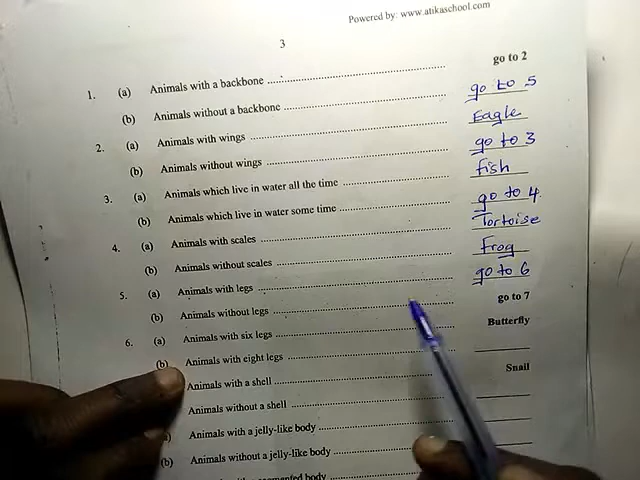 Powered by: www.atikaschool.com
3
1. (a) Animals with a backbone ........ go to 2
(b) Animals without a backbone ........ go to 5
2. (a) Animals with wings ........ Eagle
(b) Animals without wings ........ go to 3
3. (a) Animals which live in water all the time ........ fish
(b) Animals which live in water some time ........ go to 4
4. (a) Animals with scales ........ Tortoise
(b) Animals without scales ........ Frog
5. (a) Animals with legs ........ go to 6
(b) Animals without legs ........ go to 7
6. (a) Animals with six legs ........ Butterfly
(b) Animals with eight legs ........
Animals with a shell ........ Snail
Animals without a shell ........
Animals with a jelly-like body ........
(b) Animals without a jelly-like body ........
body